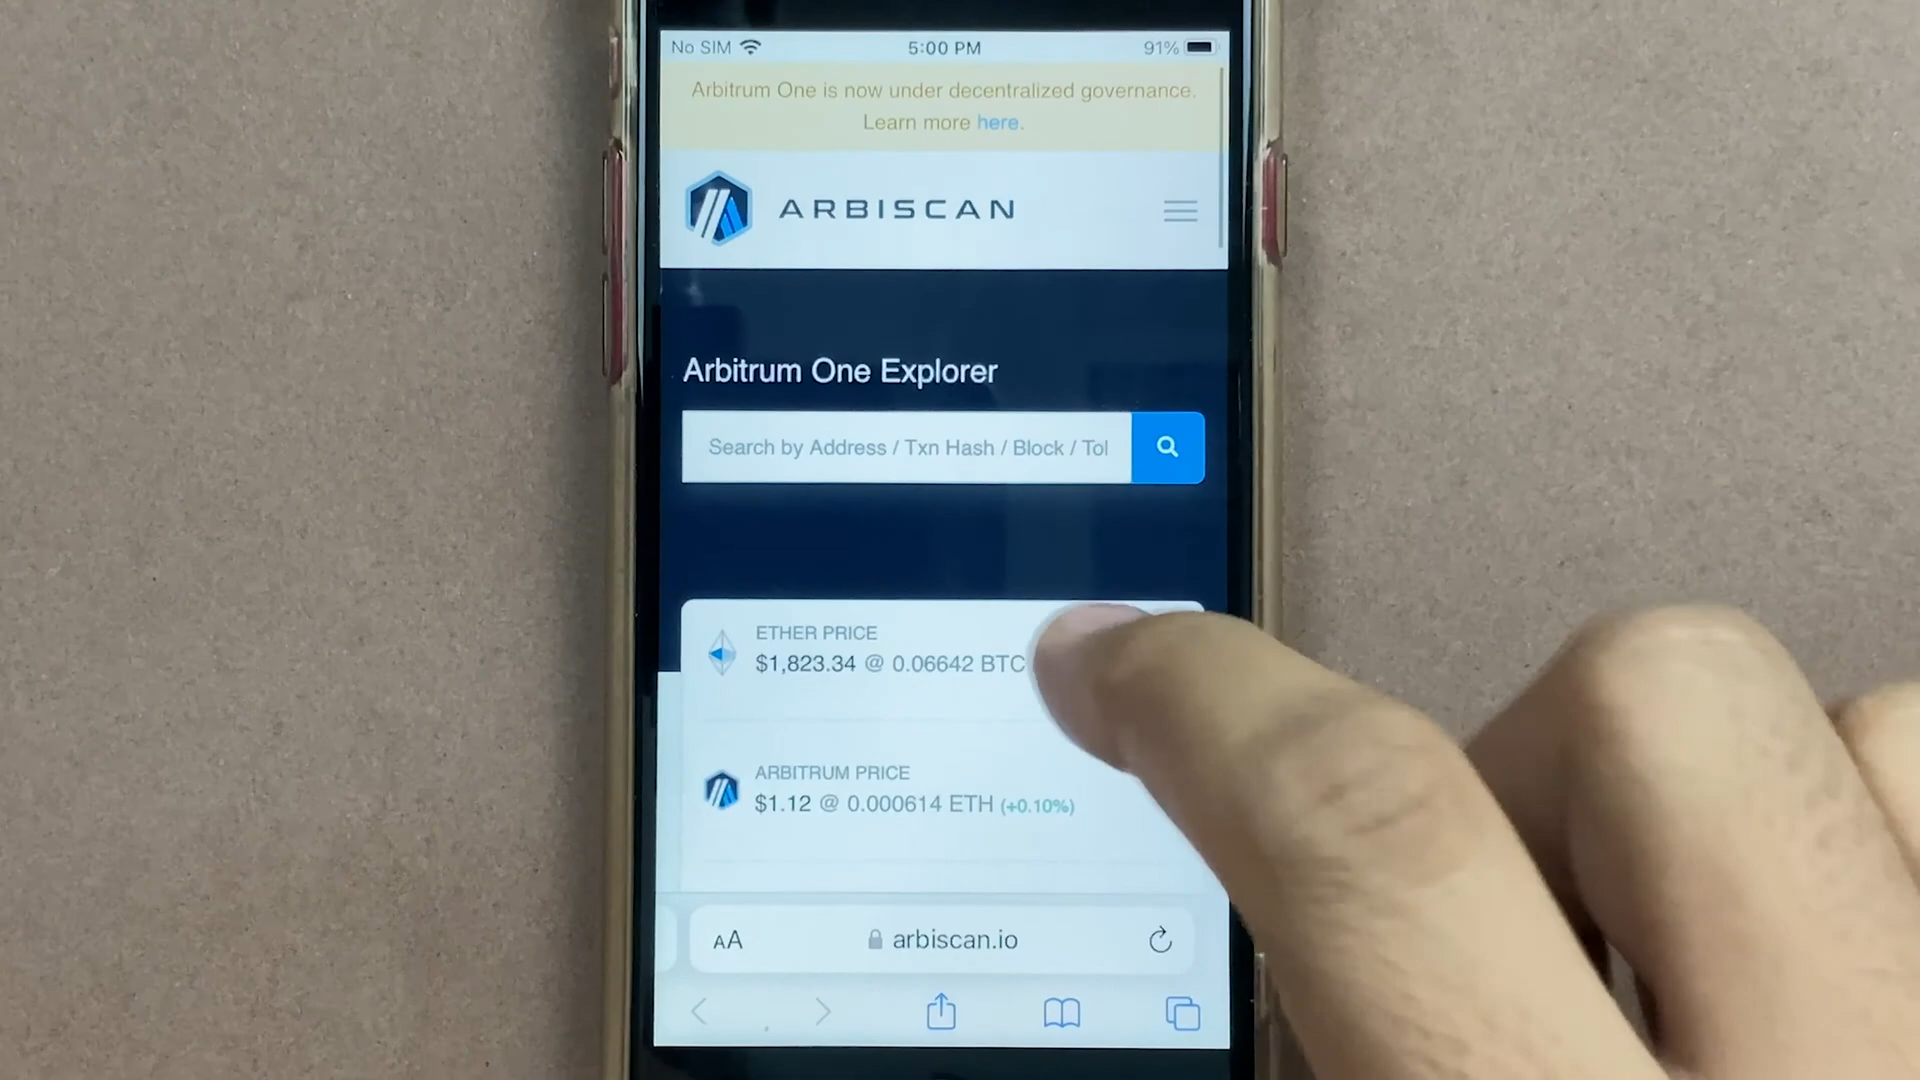 No SIM 5:00 PM 91%
Arbitrum One is now under decentralized governance.
Learn more here.
ARBISCAN
Arbitrum One Explorer
Search by Address / Txn Hash / Block / Tol
ETHER PRICE
$1,823.34 @ 0.06642 BTC
ARBITRUM PRICE
$1.12 @ 0.000614 ETH (+0.10%)
AA arbiscan.io